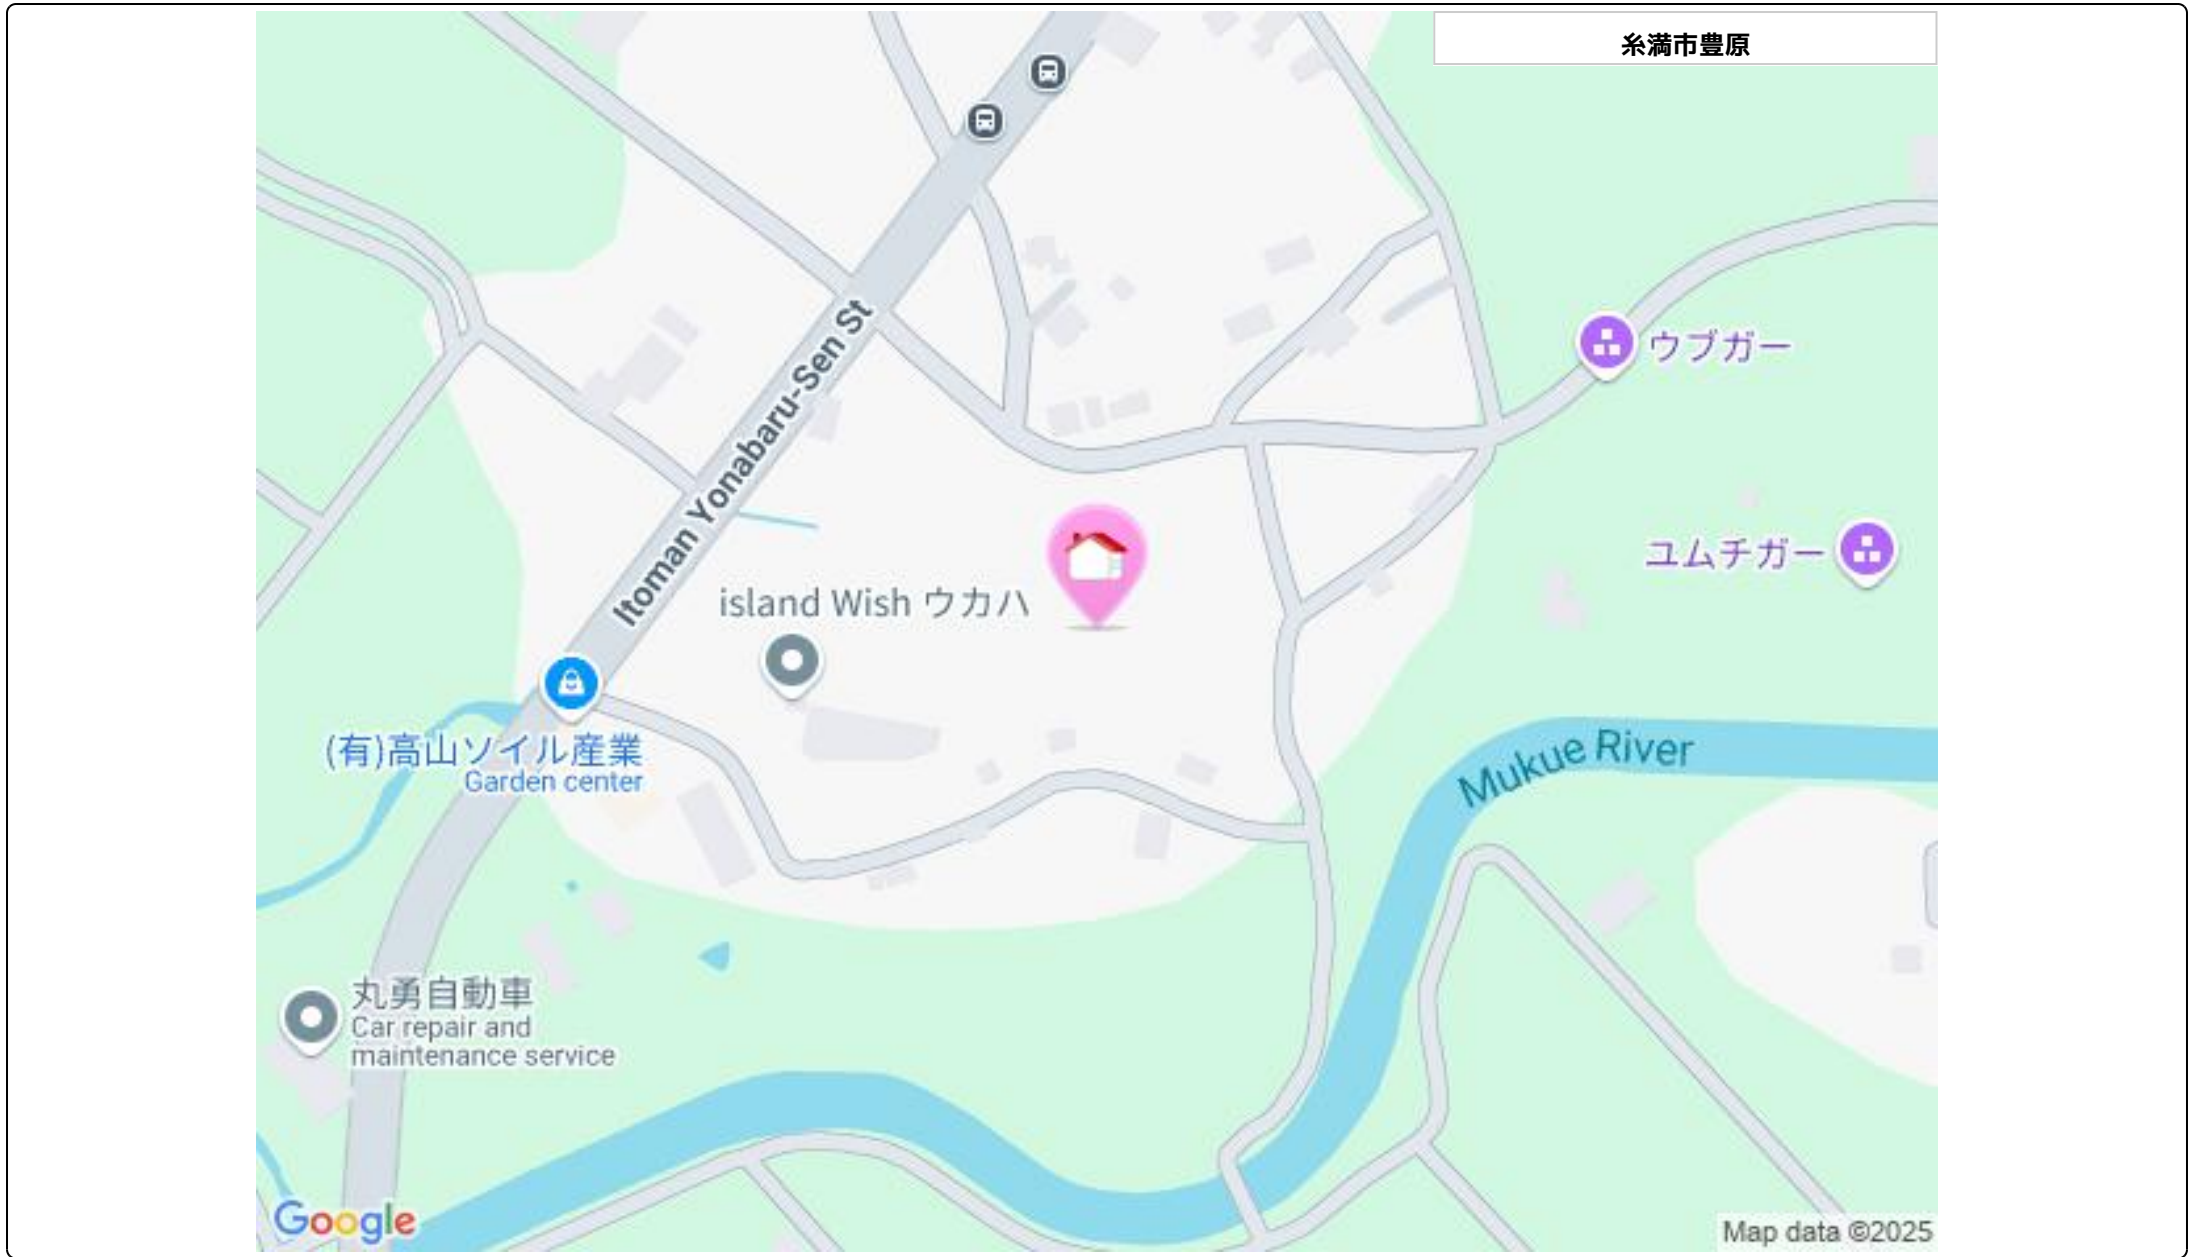 糸満市豊原
Itoman Yonabaru-Sen St
ウブガー
ユムチガー
island Wish ウカハ
(有)高山ソイル産業
Garden center
Mukue River
丸勇自動車
Car repair and
maintenance service
Google
Map data ©2025